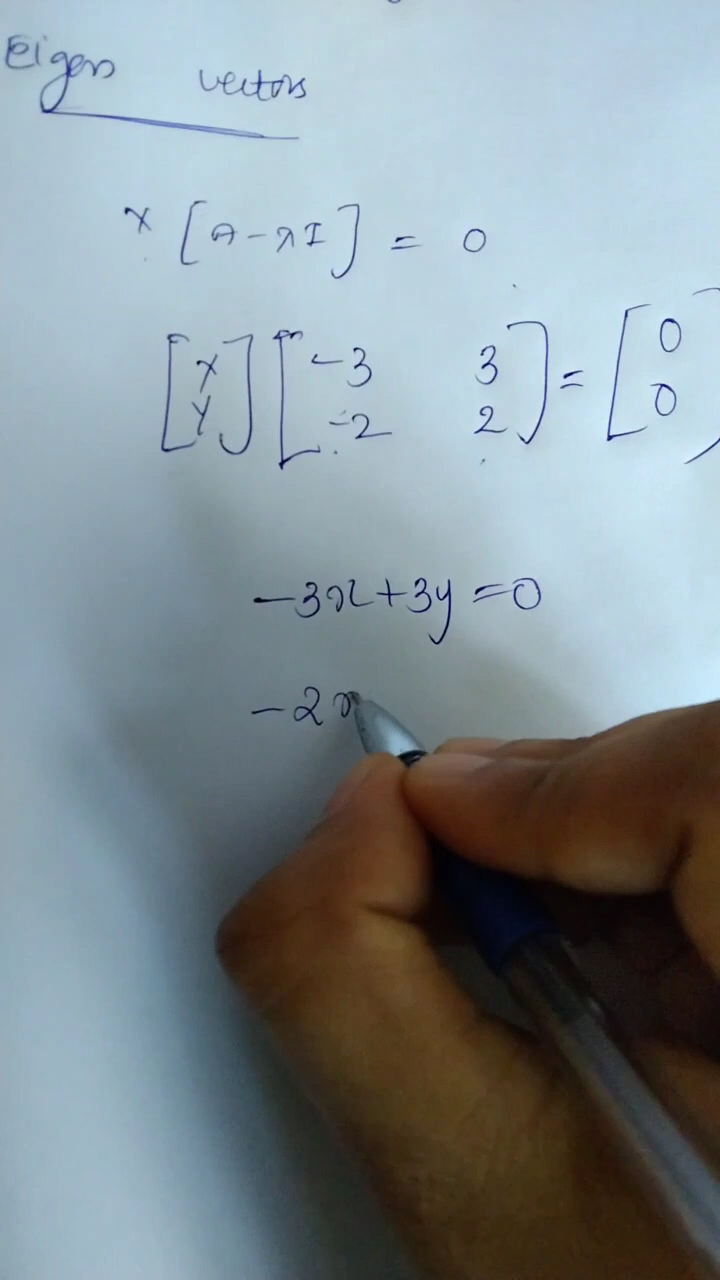 Eigen vectors
x [A-λI] = 0
[x y] [-3 3 -2 2] = [0 0]
-3x+3y=0
-2x